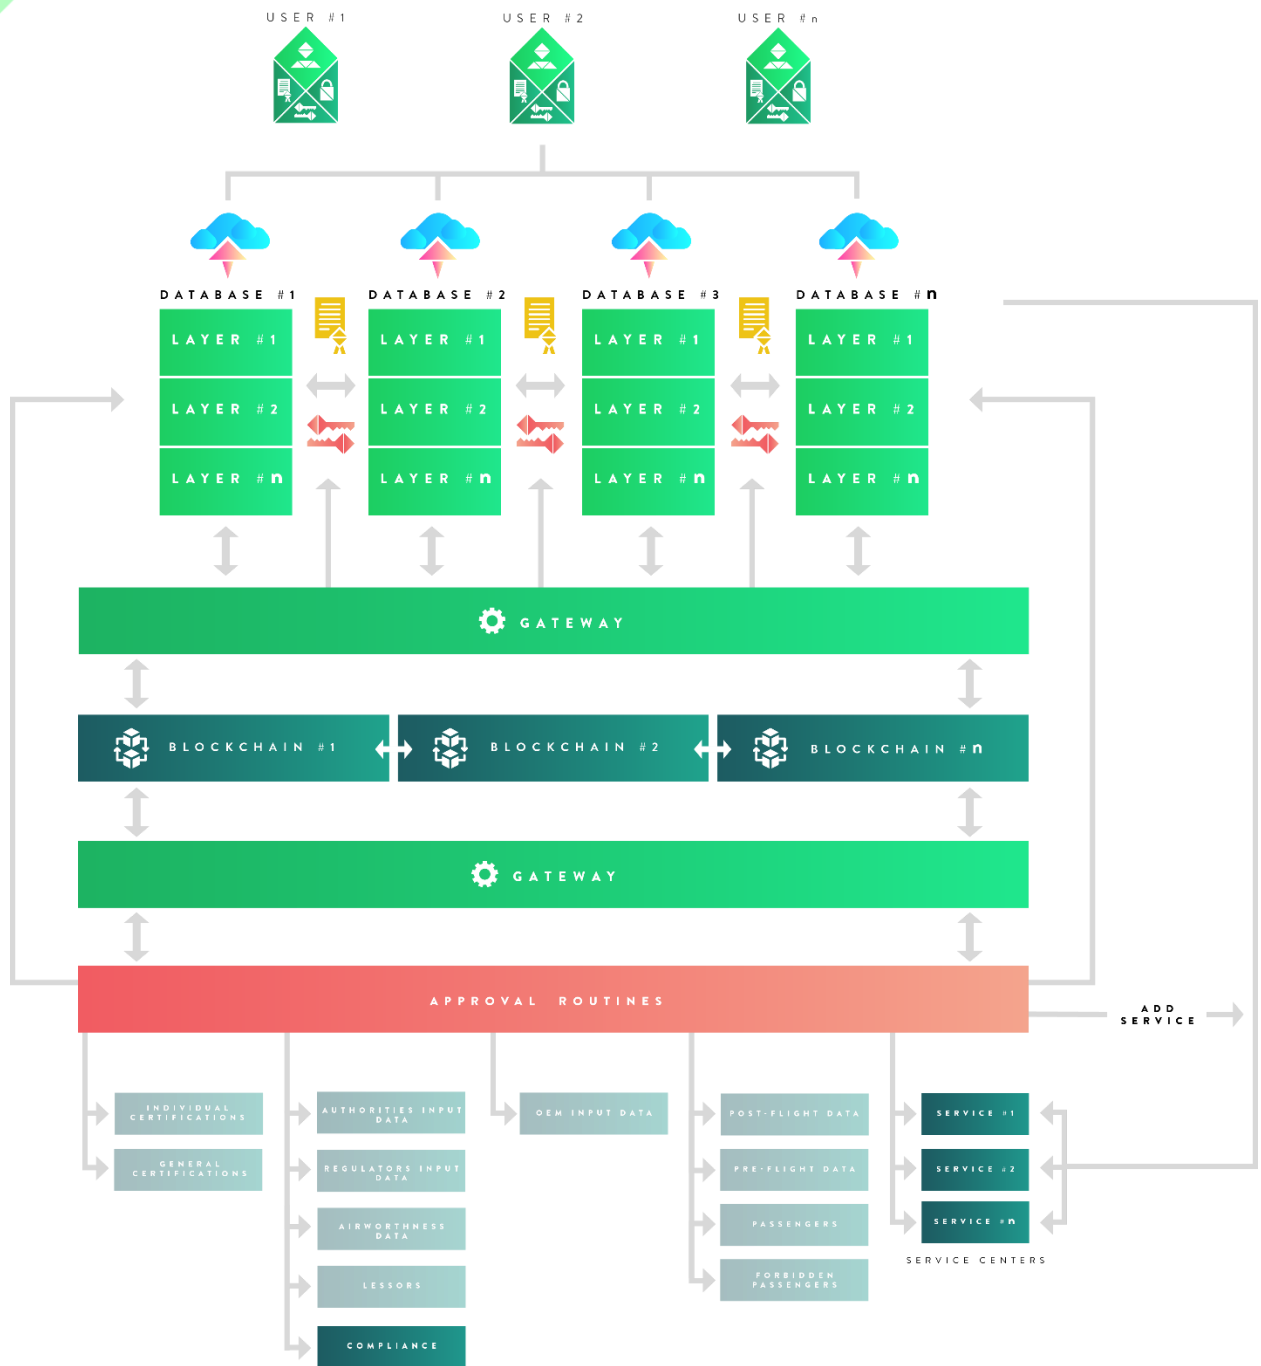 USER #1
USER #2
USER #n
DATABASE #1
DATABASE #2
DATABASE #3
DATABASE #n
LAYER #1
LAYER #1
LAYER #1
LAYER #1
LAYER #2
LAYER #2
LAYER #2
LAYER #2
LAYER #n
LAYER #n
LAYER #n
LAYER #n
GATEWAY
BLOCKCHAIN #1
BLOCKCHAIN #2
BLOCKCHAIN #n
GATEWAY
APPROVAL ROUTINES
ADD
SERVICE
INDIVIDUAL
CERTIFICATIONS
GENERAL
CERTIFICATIONS
AUTHORITIES INPUT
DATA
REGULATORS INPUT
DATA
AIRWORTHNESS
DATA
LESSORS
COMPLIANCE
OEM INPUT DATA
POST-FLIGHT DATA
PRE-FLIGHT DATA
PASSENGERS
FORBIDDEN
PASSENGERS
SERVICE #1
SERVICE #2
SERVICE #n
SERVICE CENTERS